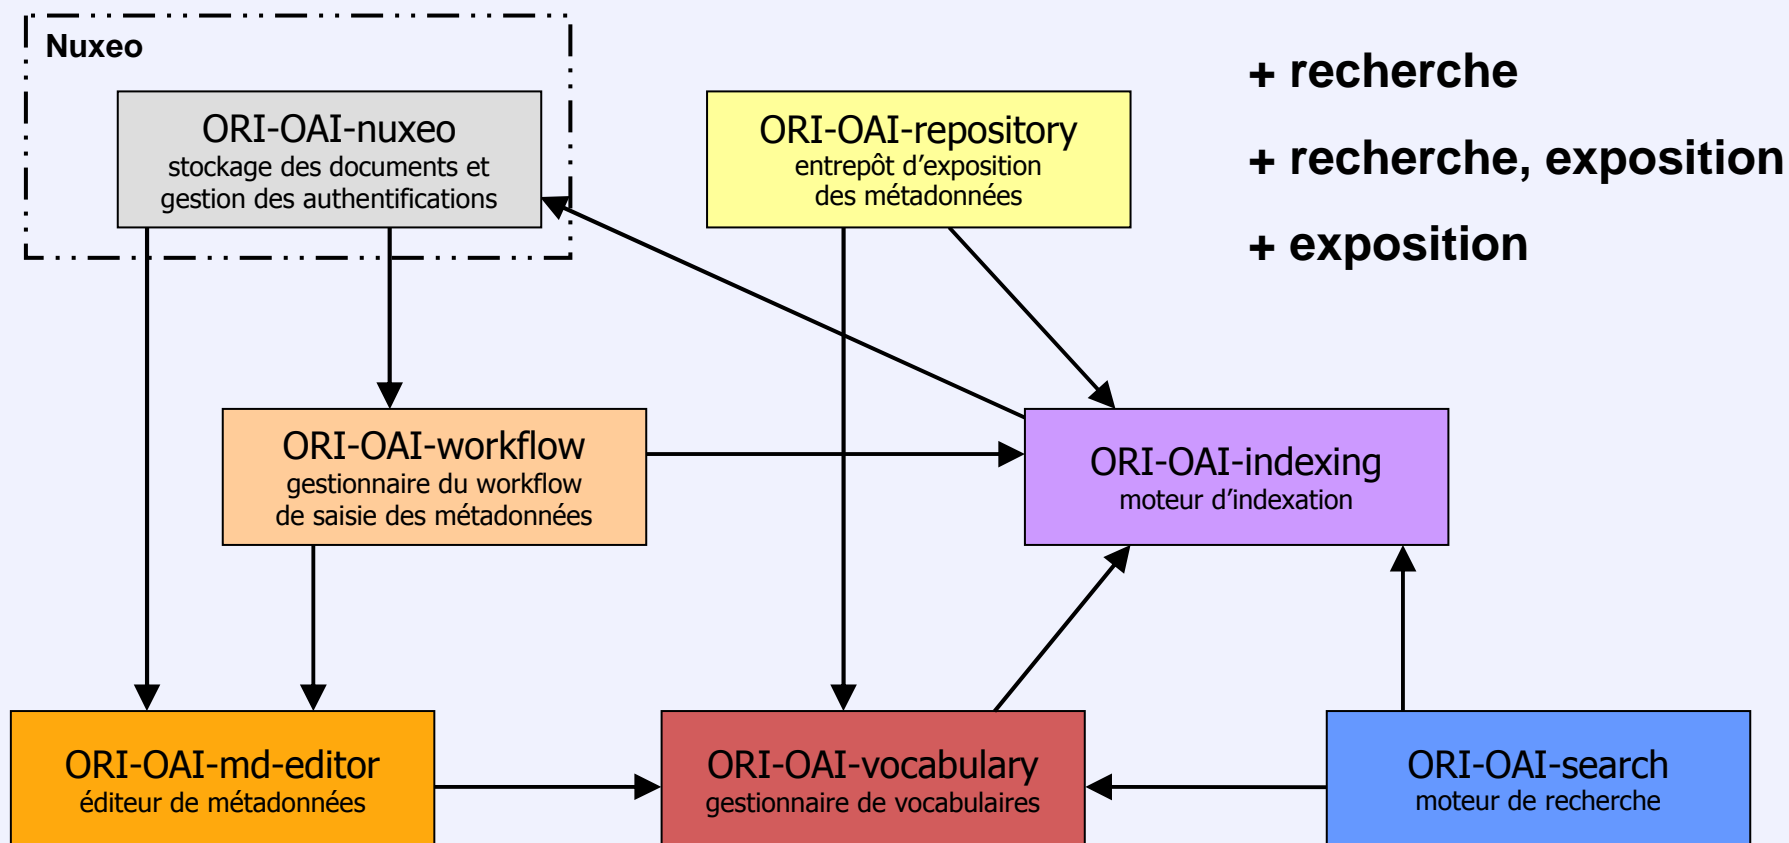 Nuxeo
ORI-OAI-nuxeo
stockage des documents et
gestion des authentifications
ORI-OAI-repository
entrepôt d’exposition
des métadonnées
+ recherche
+ recherche, exposition
+ exposition
ORI-OAI-workflow
gestionnaire du workflow
de saisie des métadonnées
ORI-OAI-indexing
moteur d’indexation
ORI-OAI-md-editor
éditeur de métadonnées
ORI-OAI-vocabulary
gestionnaire de vocabulaires
ORI-OAI-search
moteur de recherche